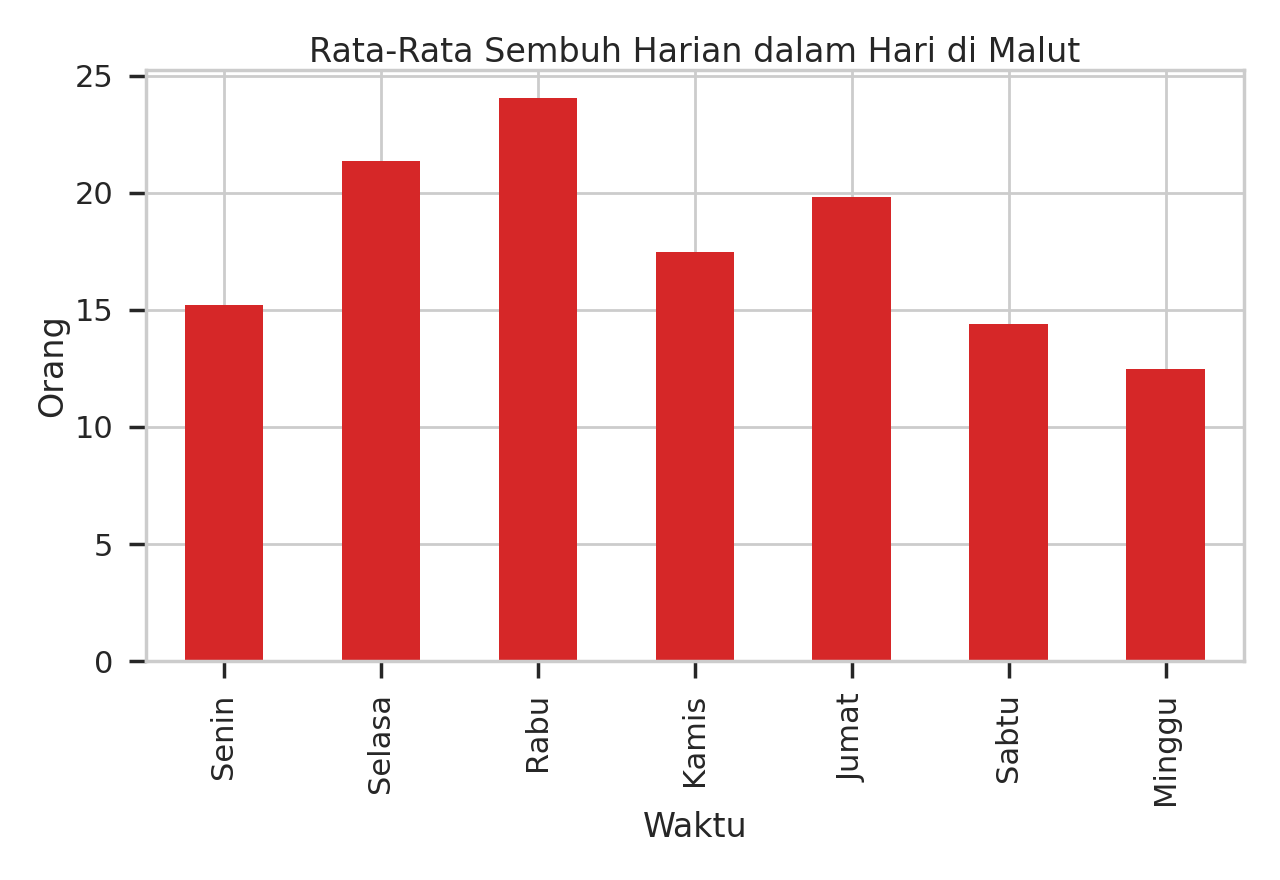 Rata-Rata Sembuh Harian dalam Hari di Malut
25
20
15
10
5
0
Orang
Senin
Selasa
Rabu
Kamis
Jumat
Sabtu
Minggu
Waktu